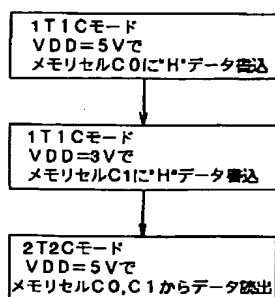 1T1Cモード
VDD=5Vで
メモリセルC0に"H"データ書込
1T1Cモード
VDD=3Vで
メモリセルC1に"H"データ書込
2T2Cモード
VDD=5Vで
メモリセルC0,C1からデータ読出